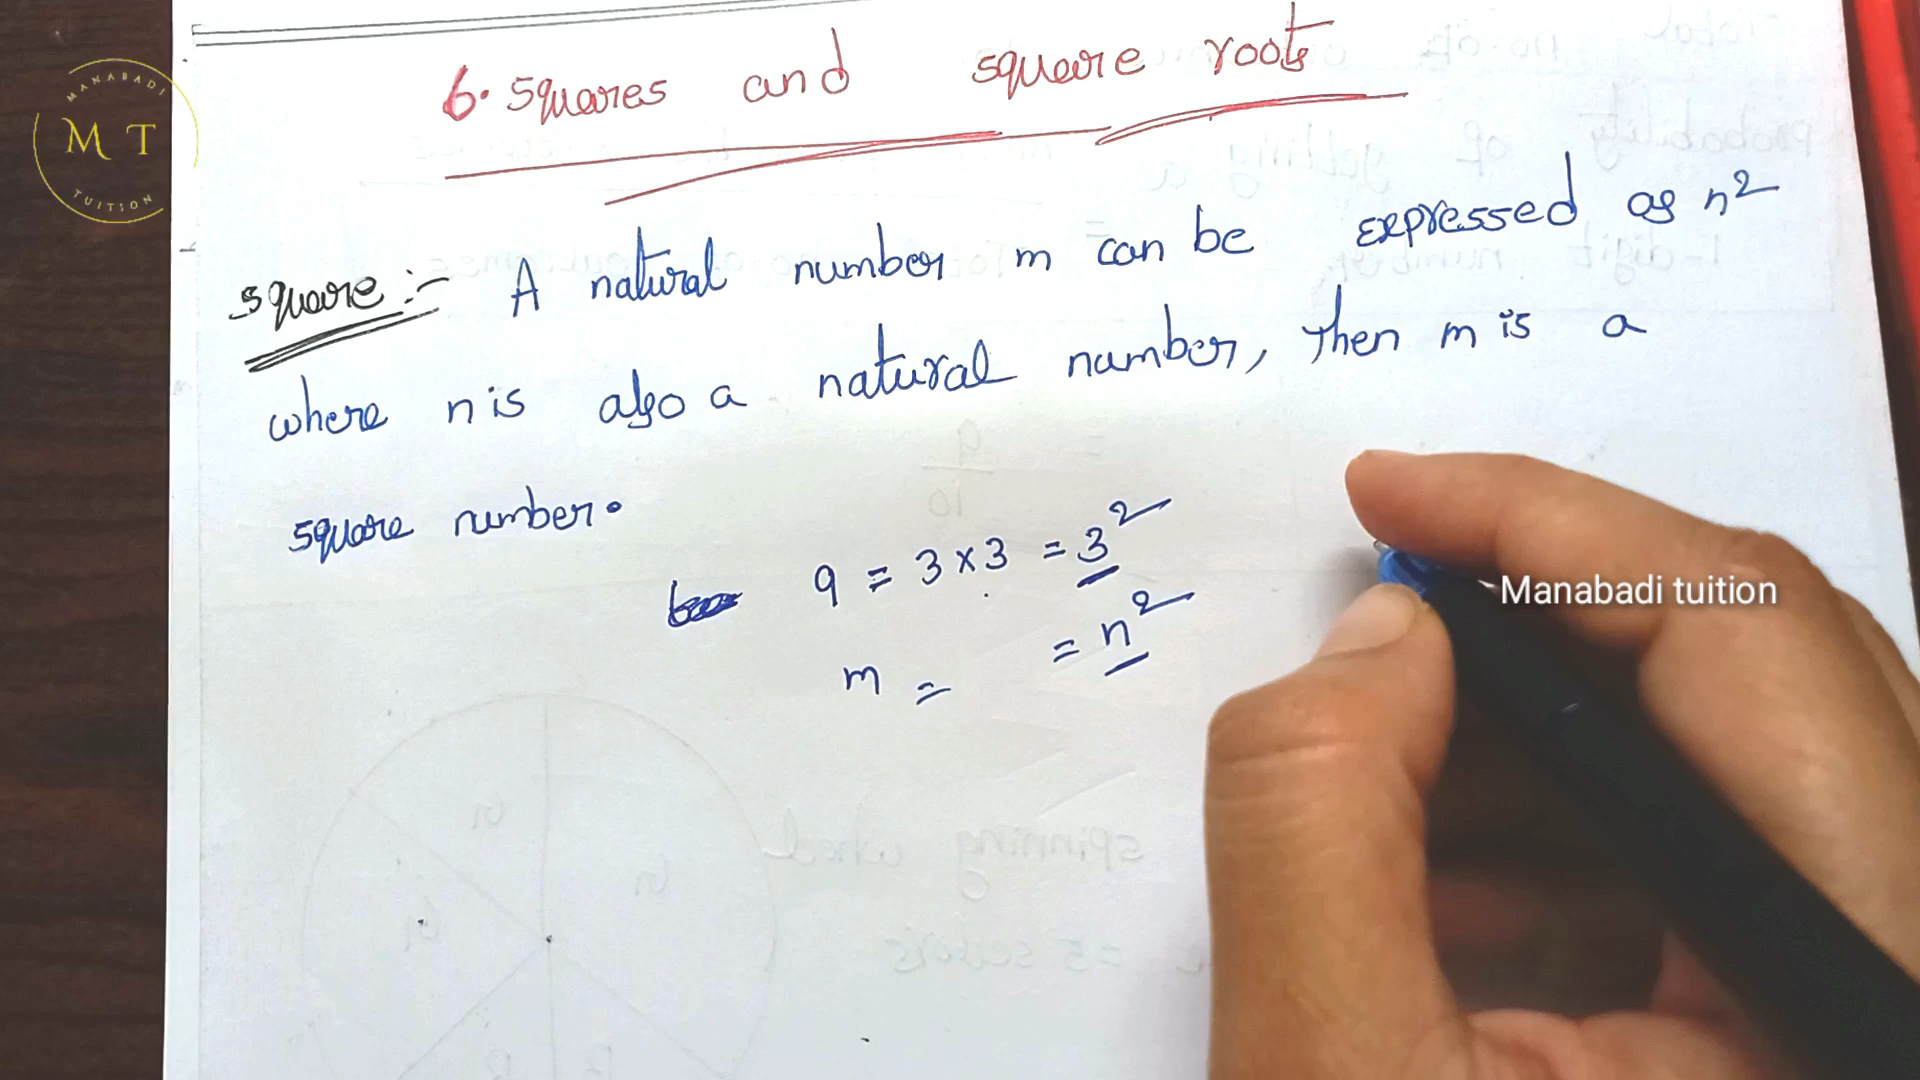 6. Squares and square roots
MANABADI
M T
TUITION
square :- A natural number m can be expressed as n²
where n is also a natural number, then m is a
square number.
9 = 3 × 3 = 3²
m = = n²
Manabadi tuition